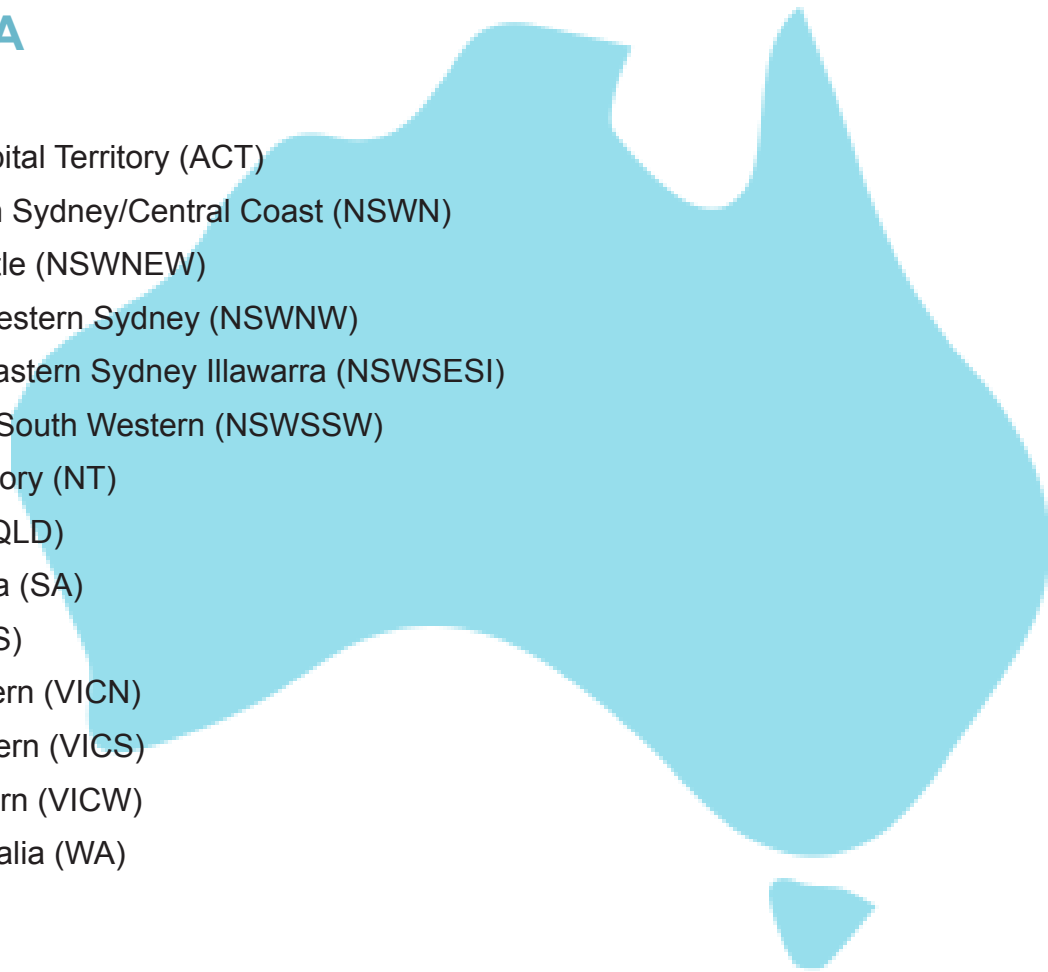 A
pital Territory (ACT)
n Sydney/Central Coast (NSWN)
tle (NSWNEW)
estern Sydney (NSWNW)
astern Sydney Illawarra (NSWSESI)
South Western (NSWSSW)
ory (NT)
QLD)
a (SA)
S)
ern (VICN)
ern (VICS)
rn (VICW)
alia (WA)